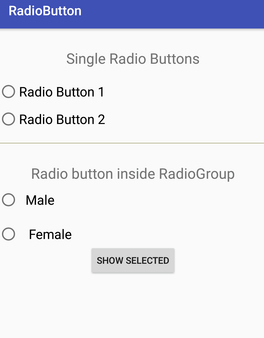 RadioButton
Single Radio Buttons
Radio Button 1
Radio Button 2
Radio button inside RadioGroup
Male
Female
SHOW SELECTED